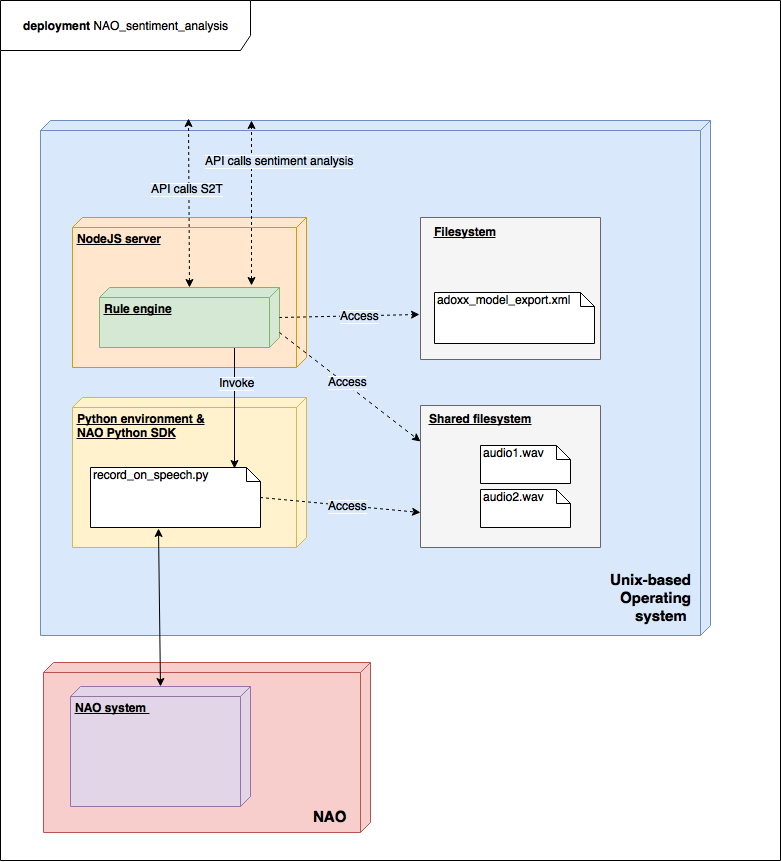 deployment NAO_sentiment_analysis
API calls sentiment analysis
API calls S2T
NodeJS server
Filesystem
Rule engine
adoxx_model_export.xml
Access
Invoke
Access
Python environment &
NAO Python SDK
Shared filesystem
audio1.wav
record_on_speech.py
audio2.wav
Access
Unix-based
Operating
system
NAO system
NAO